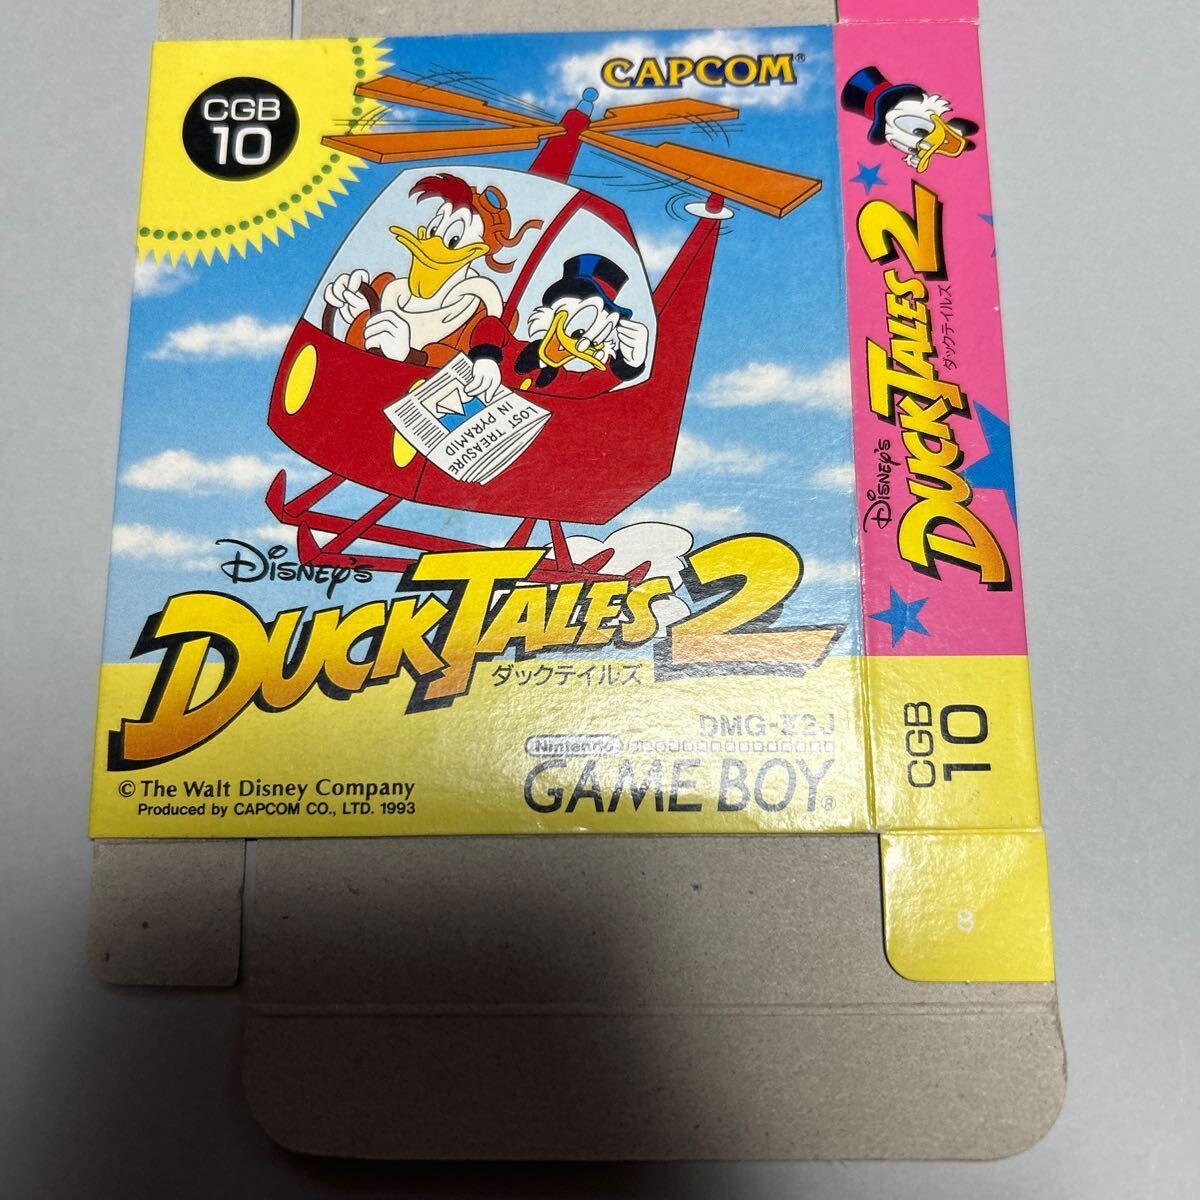 CGB
10
CAPCOM®
LOST TREASURE
IN PYRAMID
DISNEY'S
DUCKTALES 2
ダックテイルズ
Nintendo
GAME BOY®
© The Walt Disney Company
Produced by CAPCOM CO., LTD. 1993
DISNEY'S
DUCKTALES 2
ダックテイルズ
CGB
10
8